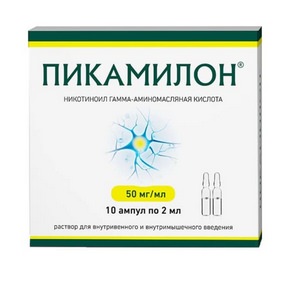 ПИКАМИЛОН®
НИКОТИНОИЛ ГАММА-АМИНОМАСЛЯНАЯ КИСЛОТА
50 мг/мл
10 ампул по 2 мл
раствор для внутривенного и внутримышечного введения